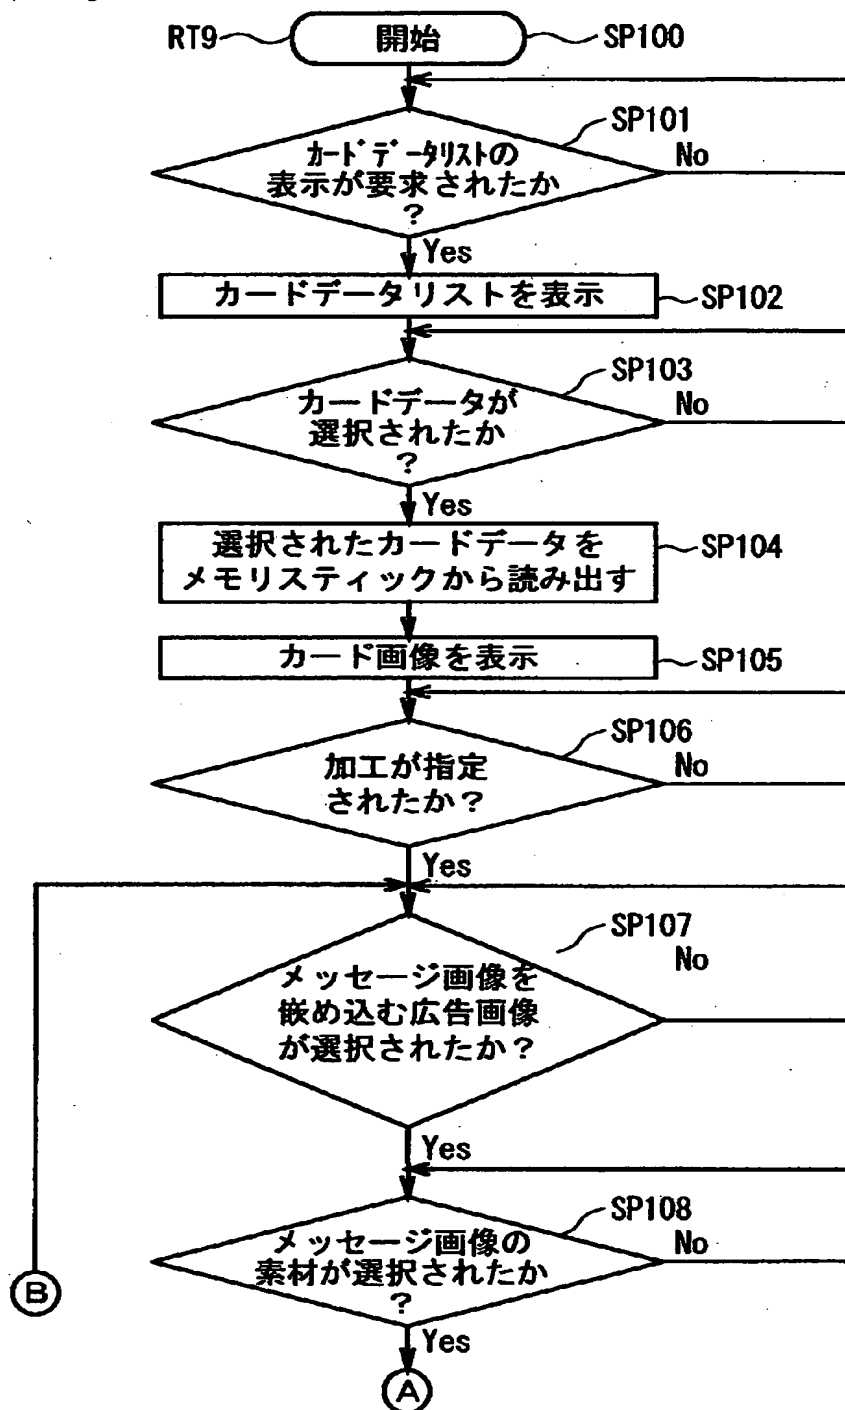 RT9
開始
SP100
SP101
カードデータリストの
表示が要求されたか
?
No
Yes
カードデータリストを表示
SP102
SP103
カードデータが
選択されたか
?
No
Yes
選択されたカードデータを
メモリスティックから読み出す
SP104
カード画像を表示
SP105
SP106
加工が指定
されたか?
No
Yes
SP107
メッセージ画像を
嵌め込む広告画像
が選択されたか?
No
Yes
SP108
メッセージ画像の
素材が選択されたか
?
No
B
Yes
A